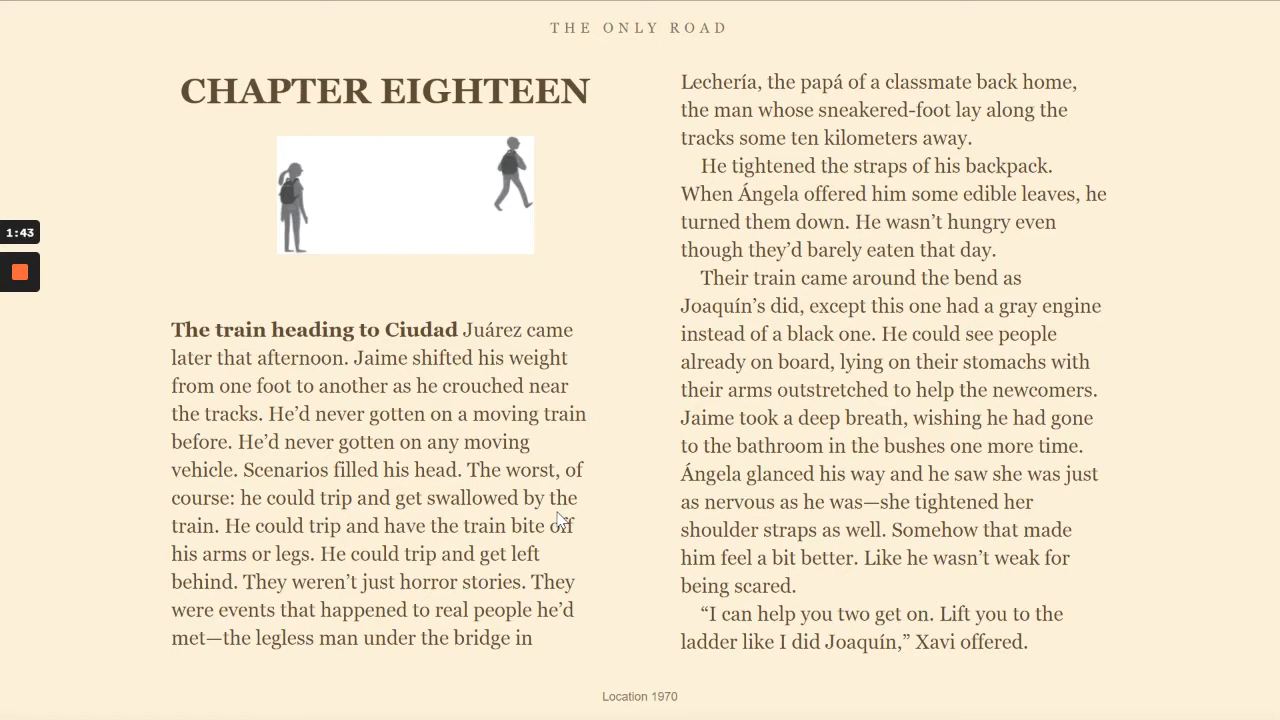 THE ONLY ROAD
CHAPTER EIGHTEEN
The train heading to Ciudad Juárez came
later that afternoon. Jaime shifted his weight
from one foot to another as he crouched near
the tracks. He’d never gotten on a moving train
before. He’d never gotten on any moving
vehicle. Scenarios filled his head. The worst, of
course: he could trip and get swallowed by the
train. He could trip and have the train bite off
his arms or legs. He could trip and get left
behind. They weren’t just horror stories. They
were events that happened to real people he’d
met—the legless man under the bridge in
Lechería, the papá of a classmate back home,
the man whose sneakered-foot lay along the
tracks some ten kilometers away.
He tightened the straps of his backpack.
When Ángela offered him some edible leaves, he
turned them down. He wasn’t hungry even
though they’d barely eaten that day.
Their train came around the bend as
Joaquín’s did, except this one had a gray engine
instead of a black one. He could see people
already on board, lying on their stomachs with
their arms outstretched to help the newcomers.
Jaime took a deep breath, wishing he had gone
to the bathroom in the bushes one more time.
Ángela glanced his way and he saw she was just
as nervous as he was—she tightened her
shoulder straps as well. Somehow that made
him feel a bit better. Like he wasn’t weak for
being scared.
“I can help you two get on. Lift you to the
ladder like I did Joaquín,” Xavi offered.
1:43
Location 1970